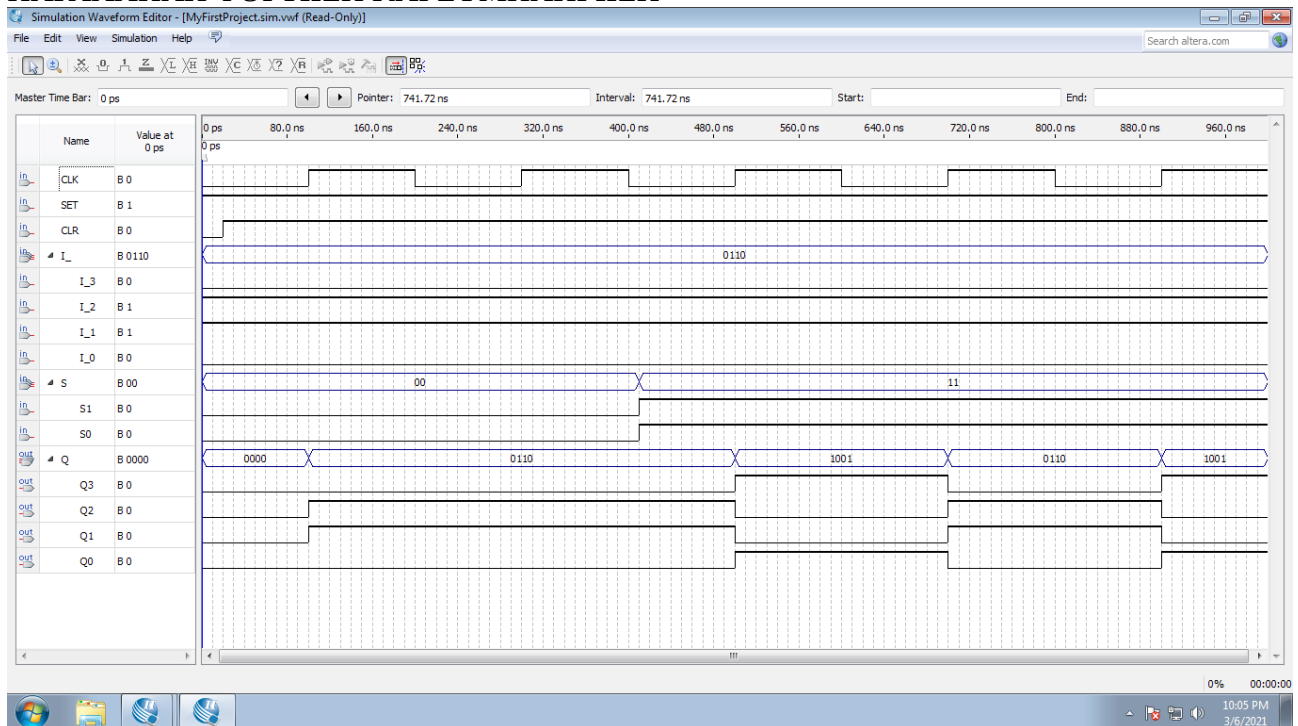 Simulation Waveform Editor - [MyFirstProject.sim.vwf (Read-Only)]
File Edit View Simulation Help
Search altera.com
Master Time Bar: 0 ps Pointer: 741.72 ns Interval: 741.72 ns Start: End:
Name Value at 0 ps
0 ps 80.0 ns 160.0 ns 240.0 ns 320.0 ns 400.0 ns 480.0 ns 560.0 ns 640.0 ns 720.0 ns 800.0 ns 880.0 ns 960.0 ns
0 ps
CLK B 0
SET B 1
CLR B 0
I_ B 0110 0110
I_3 B 0
I_2 B 1
I_1 B 1
I_0 B 0
S B 00 00 11
S1 B 0
S0 B 0
Q B 0000 0000 0110 1001 0110 1001
Q3 B 0
Q2 B 0
Q1 B 0
Q0 B 0
0% 00:00:00
10:05 PM
3/6/2021